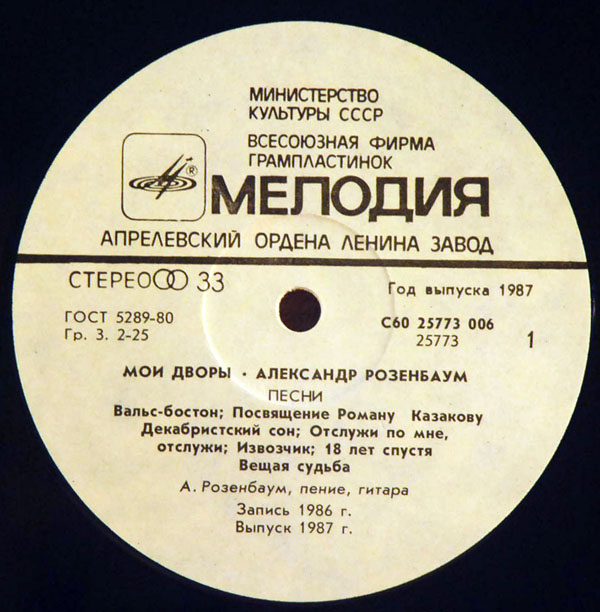 МИНИСТЕРСТВО
КУЛЬТУРЫ СССР
ВСЕСОЮЗНАЯ ФИРМА
ГРАМПЛАСТИНОК
®
МЕЛОДИЯ
АПРЕЛЕВСКИЙ ОРДЕНА ЛЕНИНА ЗАВОД
СТЕРЕО 33
Год выпуска 1987
ГОСТ 5289-80
Гр. 3. 2-25
С60 25773 006
25773
1
МОИ ДВОРЫ · АЛЕКСАНДР РОЗЕНБАУМ
ПЕСНИ
Вальс-бостон; Посвящение Роману Казакову
Декабристский сон; Отслужи по мне,
отслужи; Извозчик; 18 лет спустя
Вещая судьба
А. Розенбаум, пение, гитара
Запись 1986 г.
Выпуск 1987 г.